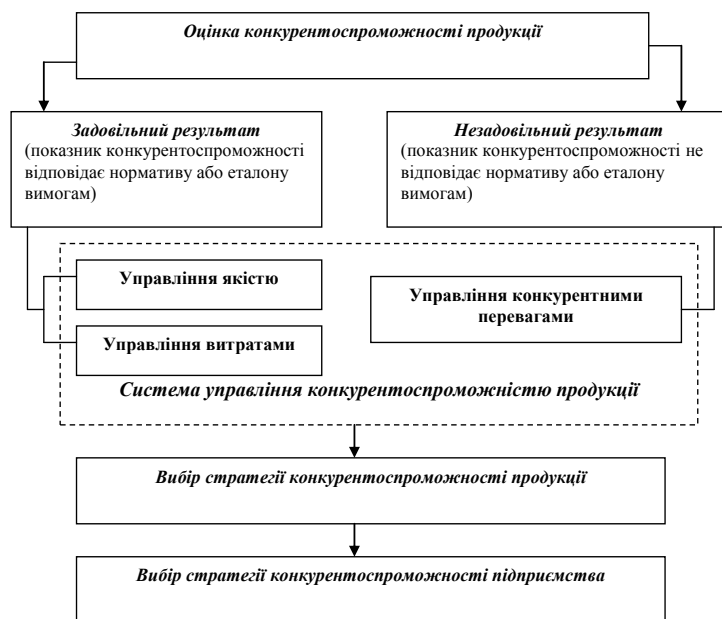 Оцінка конкурентоспроможності продукції
Задовільний результат
(показник конкурентоспроможності
відповідає нормативу або еталону
вимогам)
Незадовільний результат
(показник конкурентоспроможності не
відповідає нормативу або еталону
вимогам)
Управління якістю
Управління витратами
Управління конкурентними
перевагами
Система управління конкурентоспроможністю продукції
Вибір стратегії конкурентоспроможності продукції
Вибір стратегії конкурентоспроможності підприємства